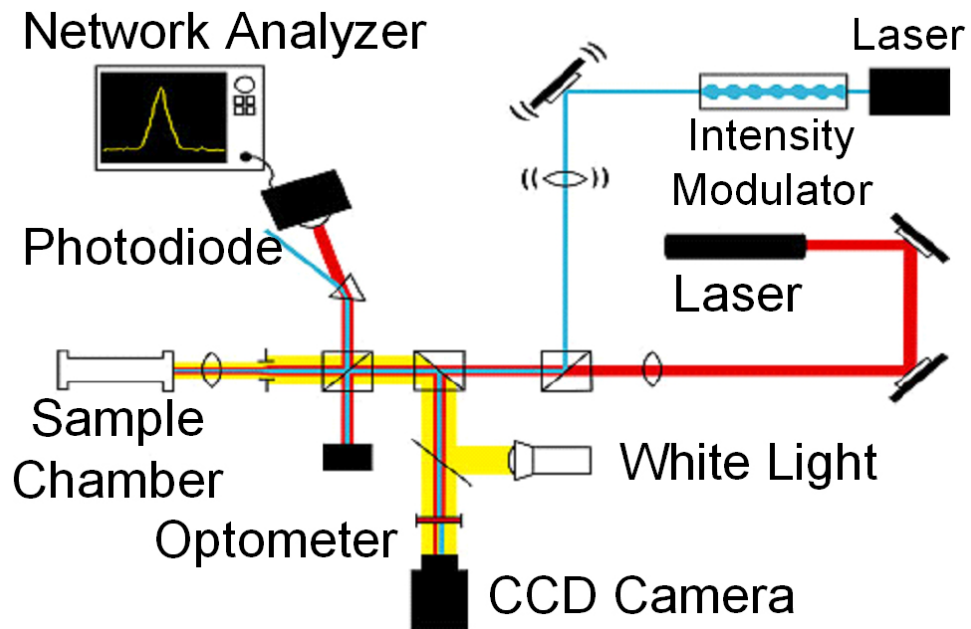 Network Analyzer
Laser
Intensity
Modulator
Photodiode
Laser
Sample
Chamber
White Light
Optometer
CCD Camera